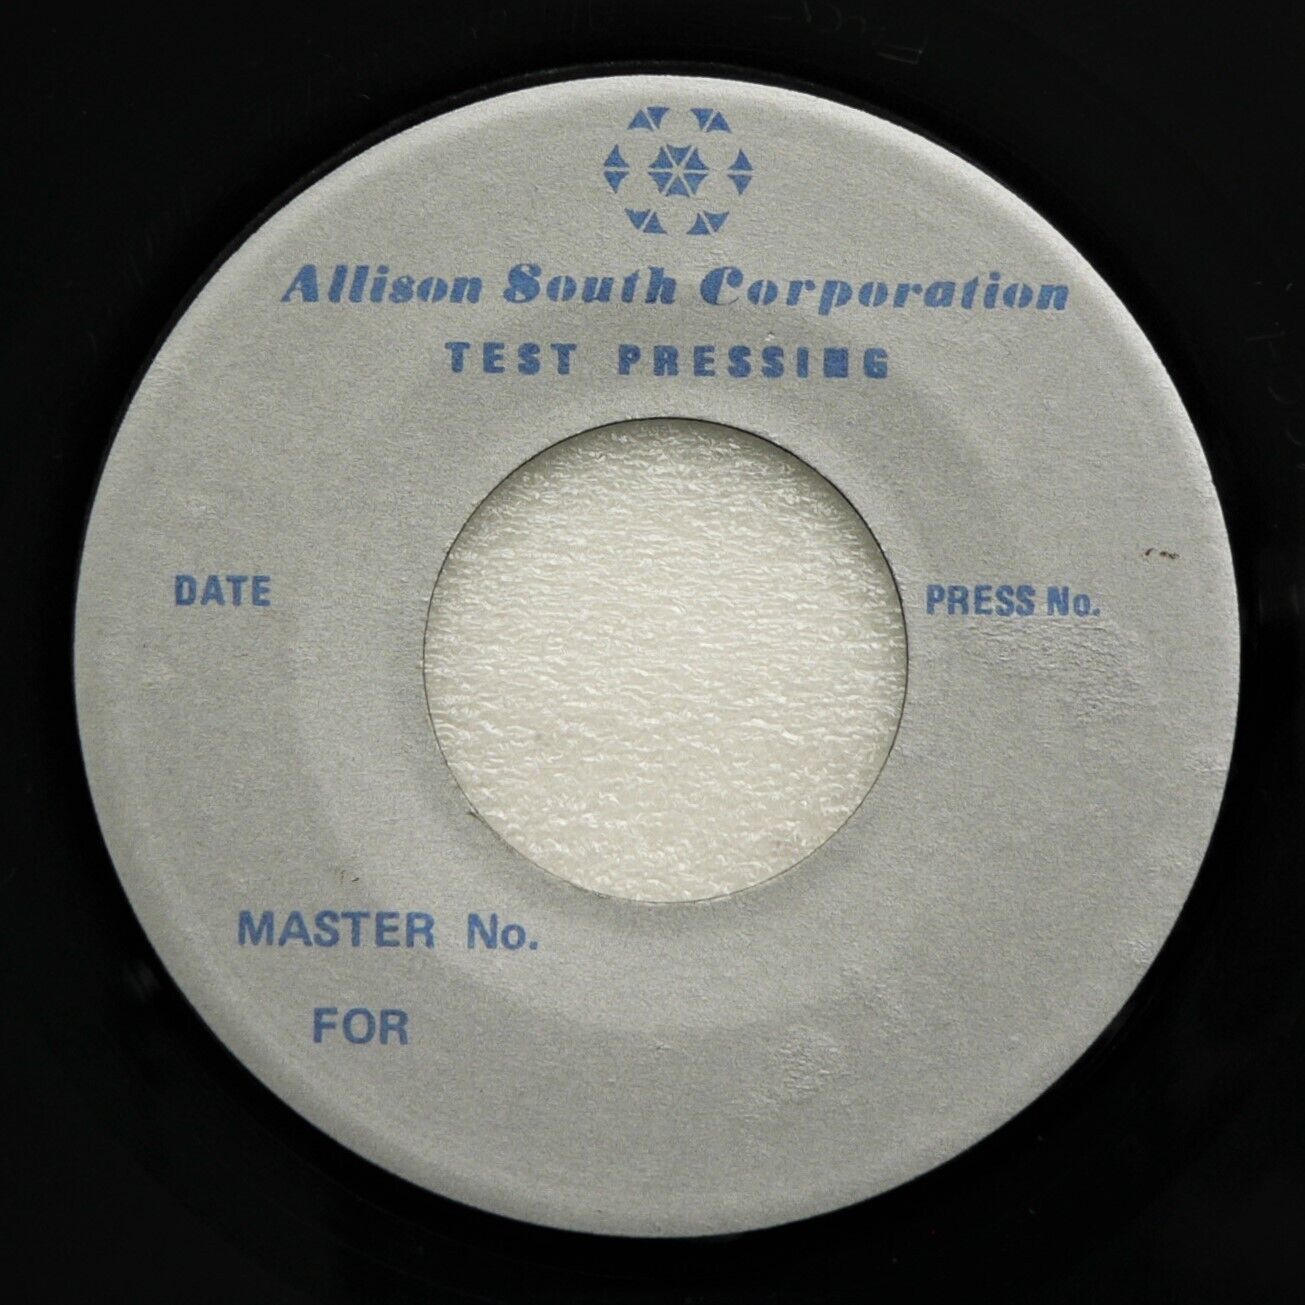 Allison South Corporation
TEST PRESSING
DATE
PRESS No.
MASTER No.
FOR